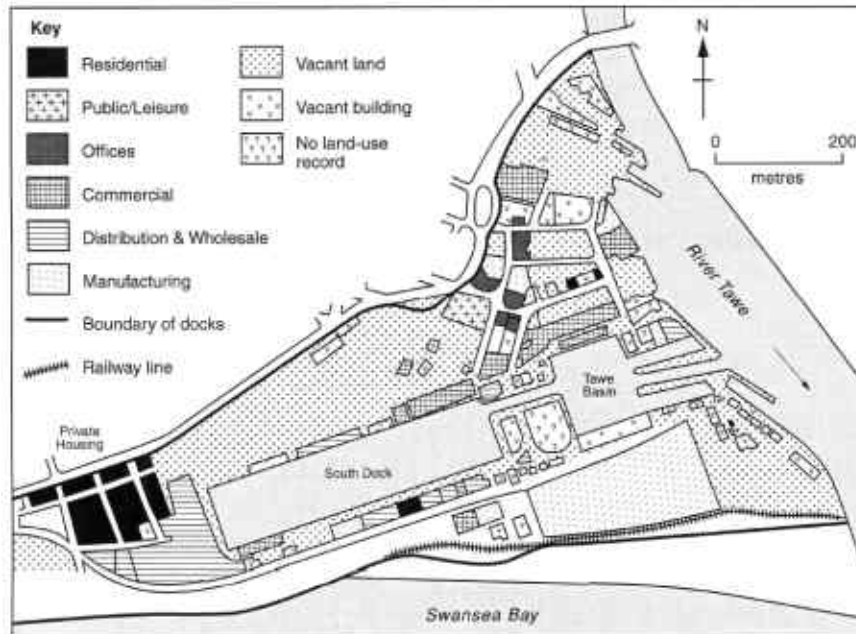 Key
Residential
Public/Leisure
Offices
Commercial
Distribution & Wholesale
Manufacturing
Boundary of docks
Railway line
Vacant land
Vacant building
No land-use
record
N
0
200
metres
River Tawe
Tawe
Basin
Private
Housing
South Dock
Swansea Bay